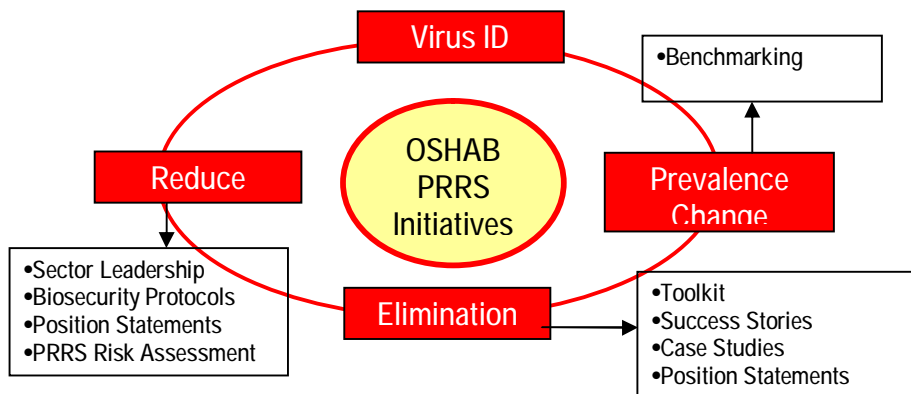 Virus ID
•Benchmarking
OSHAB
PRRS
Initiatives
Reduce
Prevalence
Change
•Sector Leadership
•Biosecurity Protocols
•Position Statements
•PRRS Risk Assessment
Elimination
•Toolkit
•Success Stories
•Case Studies
•Position Statements